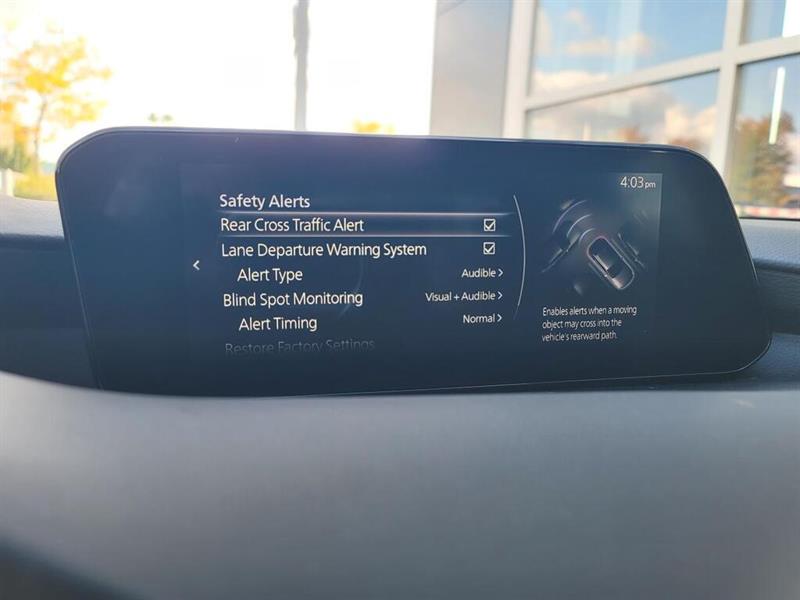 4:03 pm
Safety Alerts
Rear Cross Traffic Alert
Lane Departure Warning System
Alert Type Audible
Blind Spot Monitoring Visual + Audible
Alert Timing Normal
Restore Factory Settings
Enables alerts when a moving
object may cross into the
vehicle's rearward path.